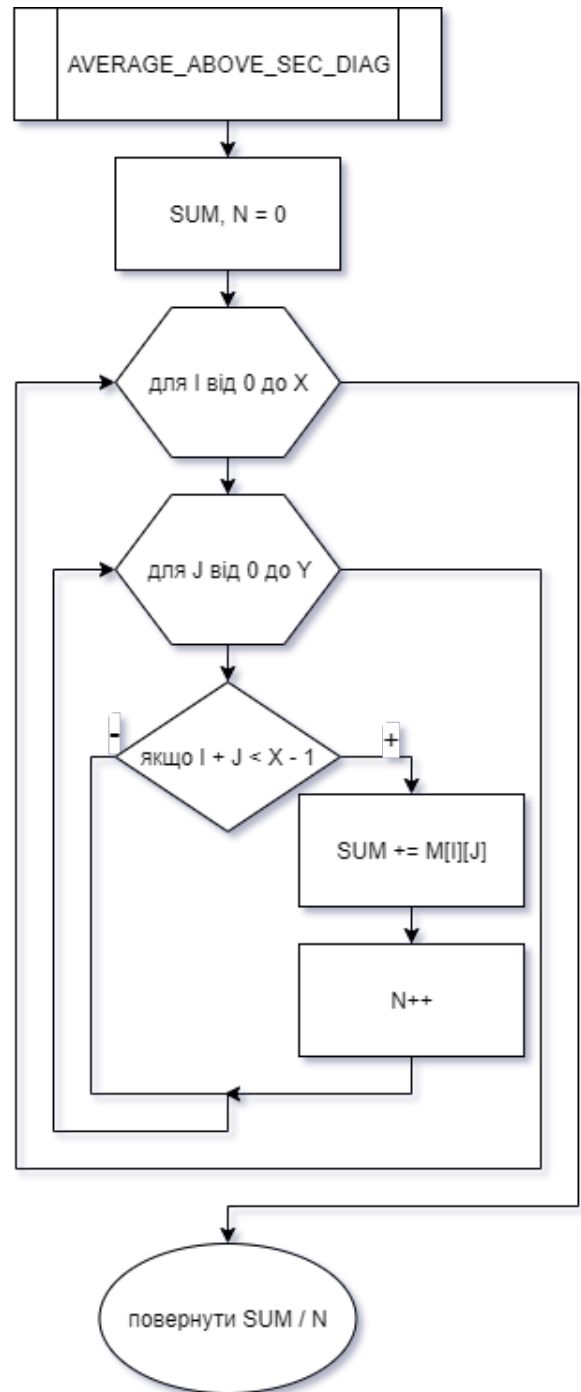 AVERAGE_ABOVE_SEC_DIAG
SUM, N = 0
для I від 0 до X
для J від 0 до Y
-
якщо I + J < X - 1
+
SUM += M[I][J]
N++
повернути SUM / N